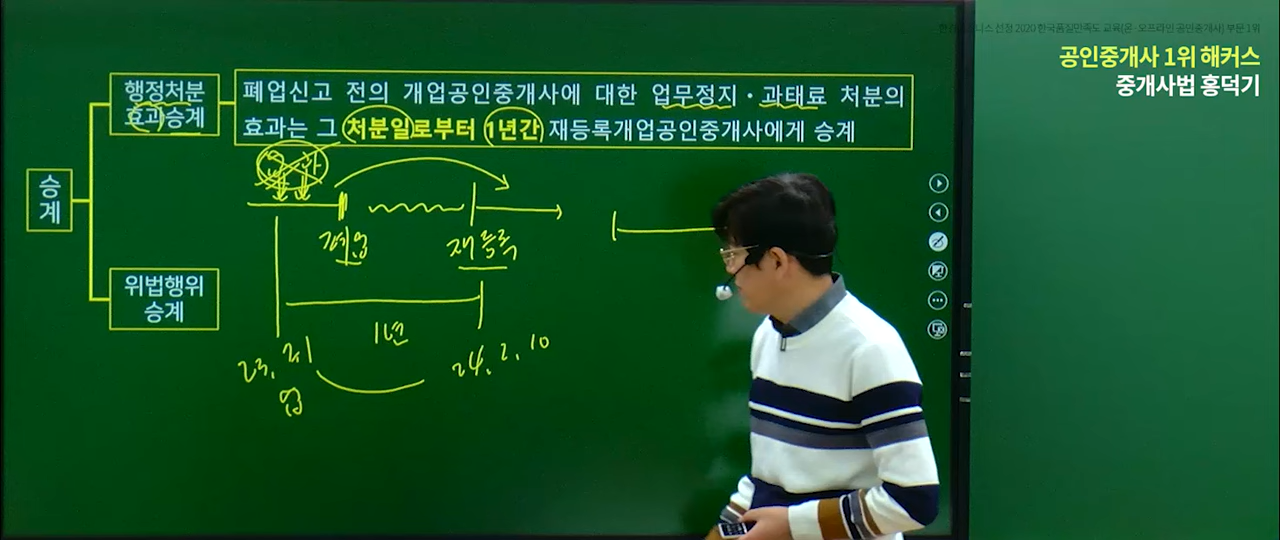 공인중개사 1위 해커스
중개사법 홍덕기
행정처분
효과승계
폐업신고 전의 개업공인중개사에 대한 업무정지·과태료 처분의
효과는 그 처분일로부터 1년간 재등록개업공인중개사에게 승계
승
계
업 과
폐업
재등록
위법행위
승계
1년
23. 2.1
24. 2. 10
업